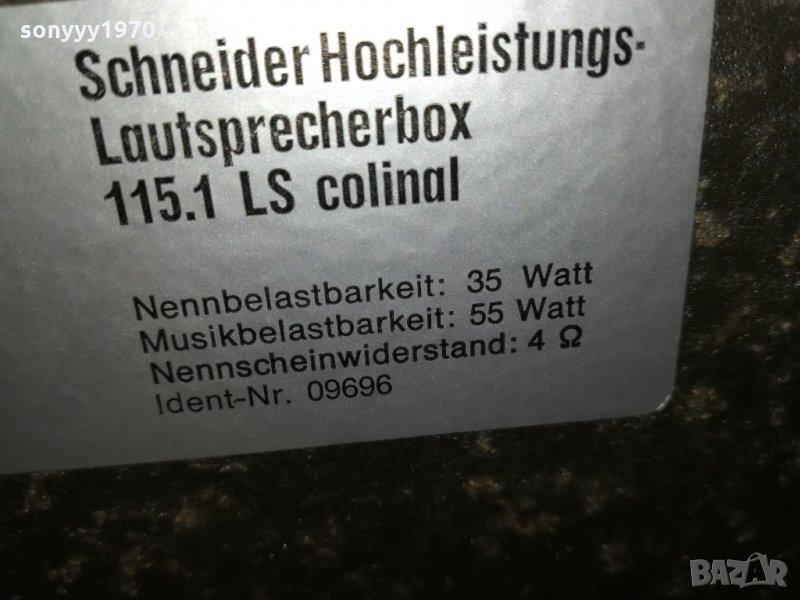 sonyyy1970
Schneider Hochleistungs-
Lautsprecherbox
115.1 LS colinal
Nennbelastbarkeit: 35 Watt
Musikbelastbarkeit: 55 Watt
Nennscheinwiderstand: 4 Ω
Ident-Nr. 09696
BAZAR